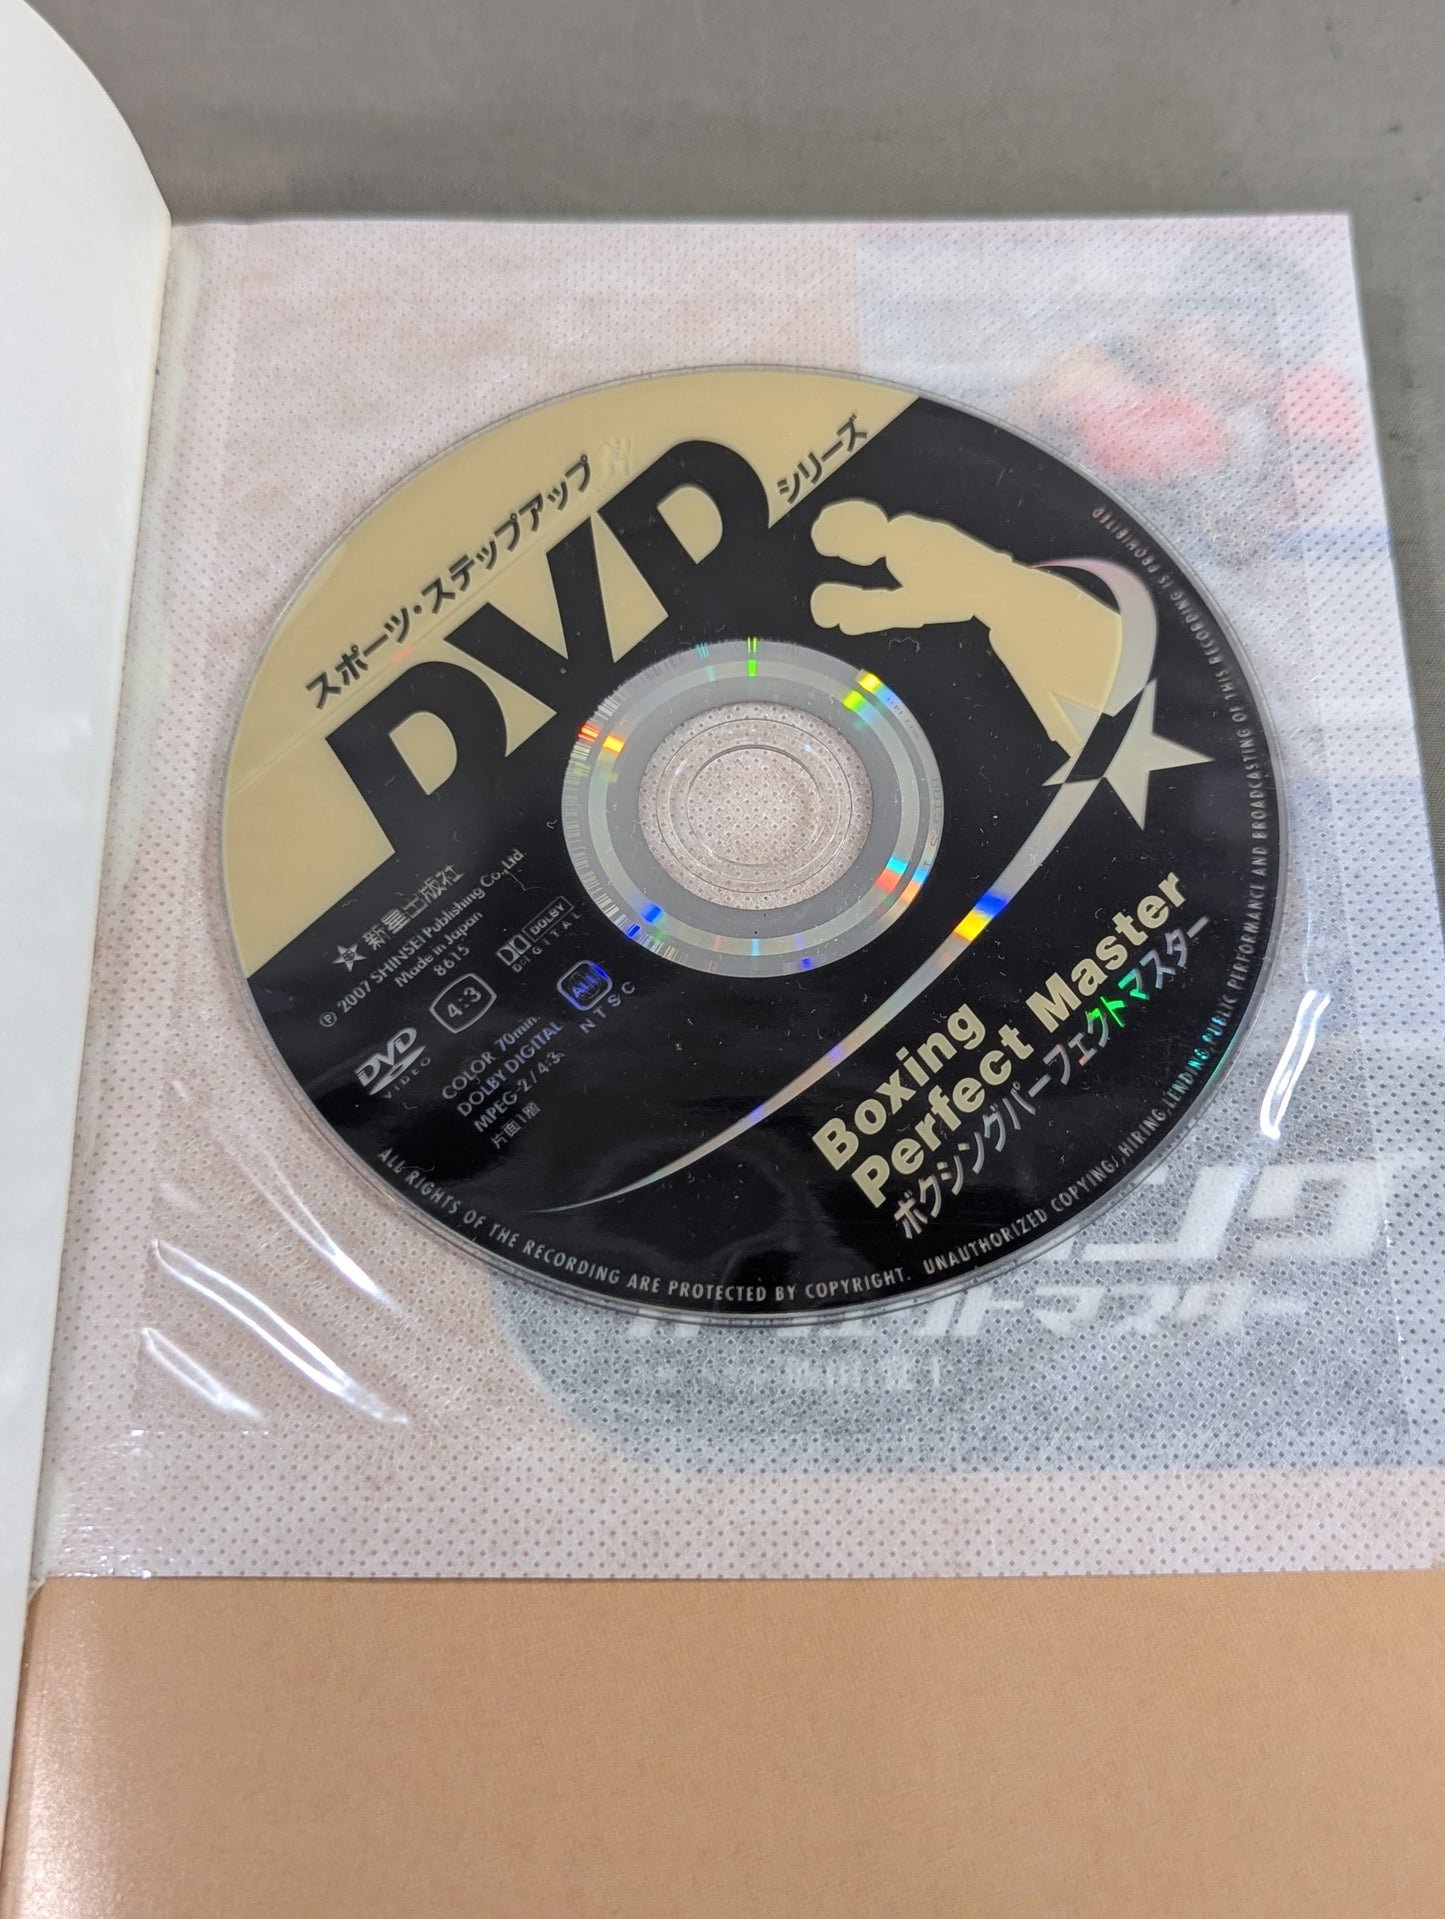 スポーツ・ステップアップ
DVD
シリーズ
新星出版社
Ⓟ 2007 SHINSEI Publishing Co.,Ltd
Made in Japan
8615
DOLBY
DIGITAL
4:3
ALL
NTSC
DVD
VIDEO
COLOR 70min.
DOLBY DIGITAL
MPEG-2 / 4:3
片面1層
Boxing
Perfect Master
ボクシングパーフェクトマスター
ALL RIGHTS OF THE RECORDING ARE PROTECTED BY COPYRIGHT. UNAUTHORIZED COPYING, HIRING, LENDING, PUBLIC PERFORMANCE AND BROADCASTING OF THIS RECORDING IS PROHIBITED